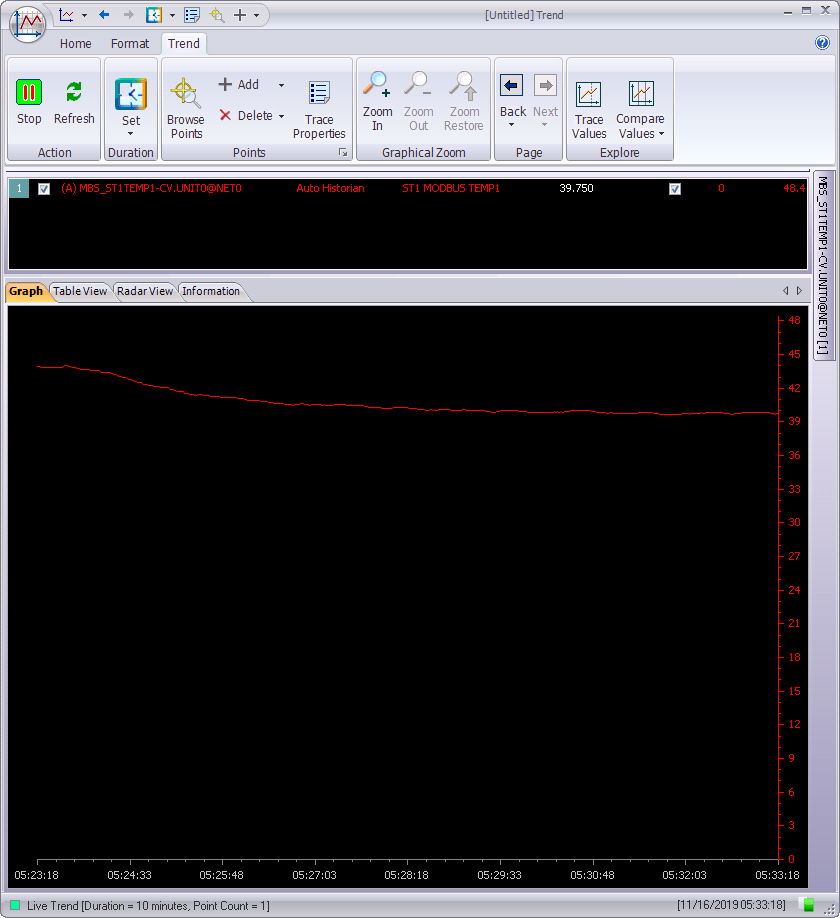 [Untitled] Trend
Home Format Trend
Stop Refresh Set Browse Points Add Delete Trace Properties Zoom In Zoom Out Zoom Restore Back Next Trace Values Compare Values
Action Duration Points Graphical Zoom Page Explore
1 (A) MBS_ST1TEMP1-CV.UNIT0@NET0 Auto Historian ST1 MODBUS TEMP1 39.750 0 48.4
MBS_ST1TEMP1-CV.UNIT0@NET0 [1]
Graph Table View Radar View Information
48
45
42
39
36
33
30
27
24
21
18
15
12
9
6
3
0
05:23:18 05:24:33 05:25:48 05:27:03 05:28:18 05:29:33 05:30:48 05:32:03 05:33:18
Live Trend [Duration = 10 minutes, Point Count = 1] [11/16/2019 05:33:18]